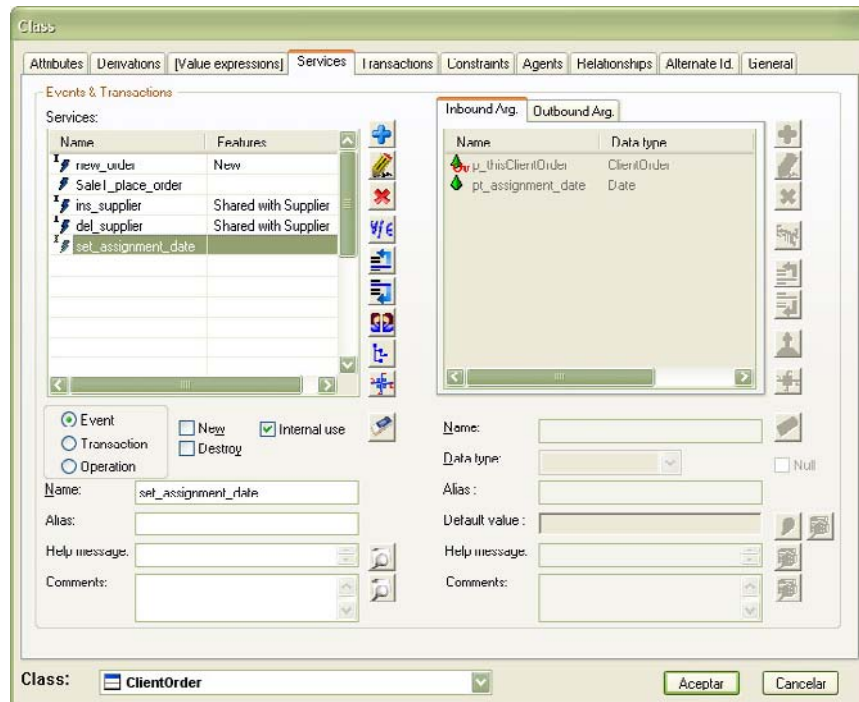 Class
Attributes Derivations [Value expressions] Services Transactions Constraints Agents Relationships Alternate Id. General
Events & Transactions
Services:
Name Features
new_order New
Sale1_place_order
ins_supplier Shared with Supplier
del_supplier Shared with Supplier
set_assignment_date
Inbound Arg. Outbound Arg.
Name Data type
p_thisClientOrder ClientOrder
pt_assignment_date Date
Event
Transaction
Operation
New
Destroy
Internal use
Name: set_assignment_date
Alias:
Help message:
Comments:
Name:
Data type:
Null
Alias :
Default value :
Help message:
Comments:
Class: ClientOrder
Aceptar Cancelar